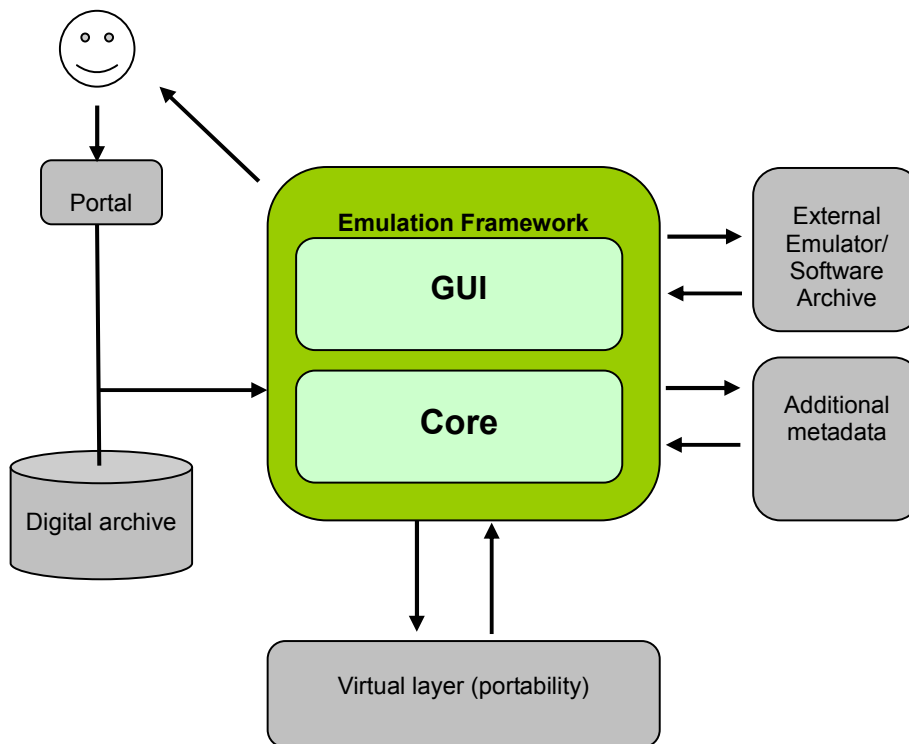 Portal
Digital archive
Emulation Framework
GUI
Core
External
Emulator/
Software
Archive
Additional
metadata
Virtual layer (portability)